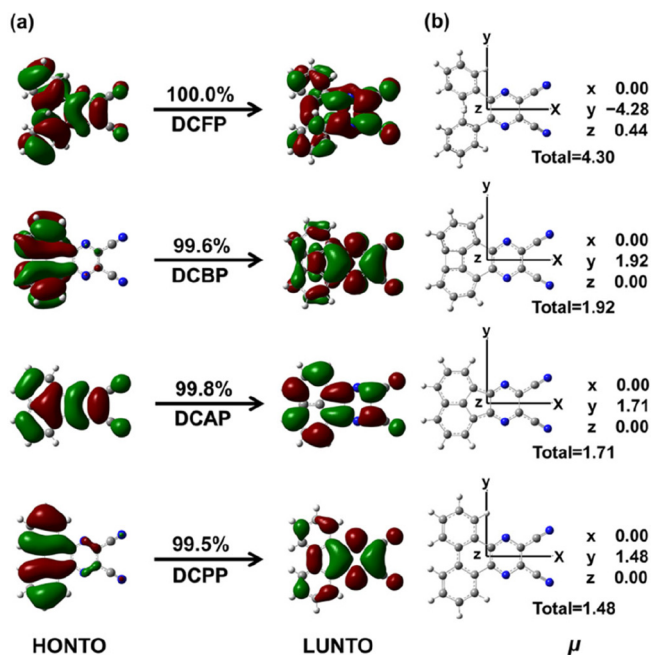 (a)
(b)
100.0%
DCFP
y
z
X
x 0.00
y −4.28
z 0.44
Total=4.30
99.6%
DCBP
y
z
X
x 0.00
y 1.92
z 0.00
Total=1.92
99.8%
DCAP
y
z
X
x 0.00
y 1.71
z 0.00
Total=1.71
99.5%
DCPP
y
z
X
x 0.00
y 1.48
z 0.00
Total=1.48
HONTO
LUNTO
μ